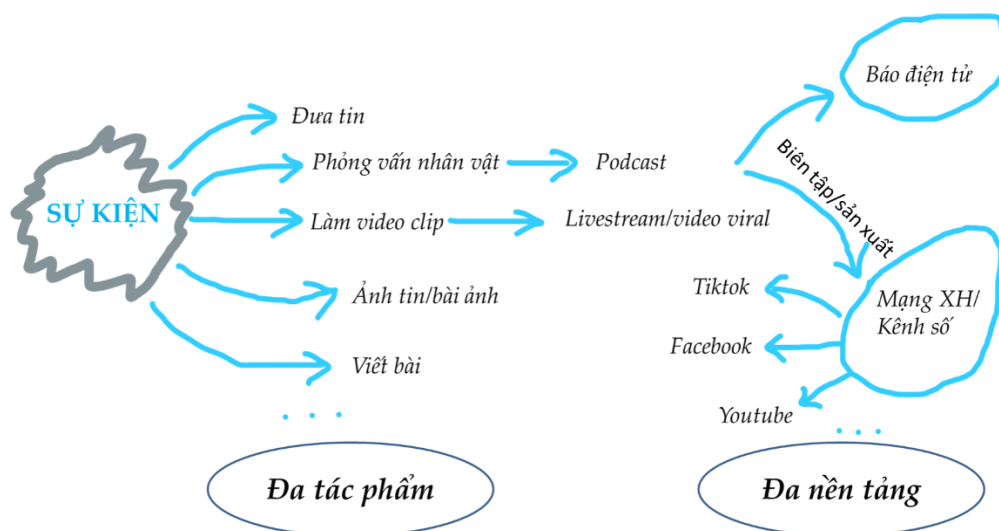 SỰ KIỆN
Đưa tin
Phỏng vấn nhân vật
Podcast
Làm video clip
Livestream/video viral
Ảnh tin/bài ảnh
Viết bài
. . . .
Đa tác phẩm
Báo điện tử
Biên tập/sản xuất
Mạng XH/
Kênh số
Tiktok
Facebook
Youtube
. . . .
Đa nền tảng